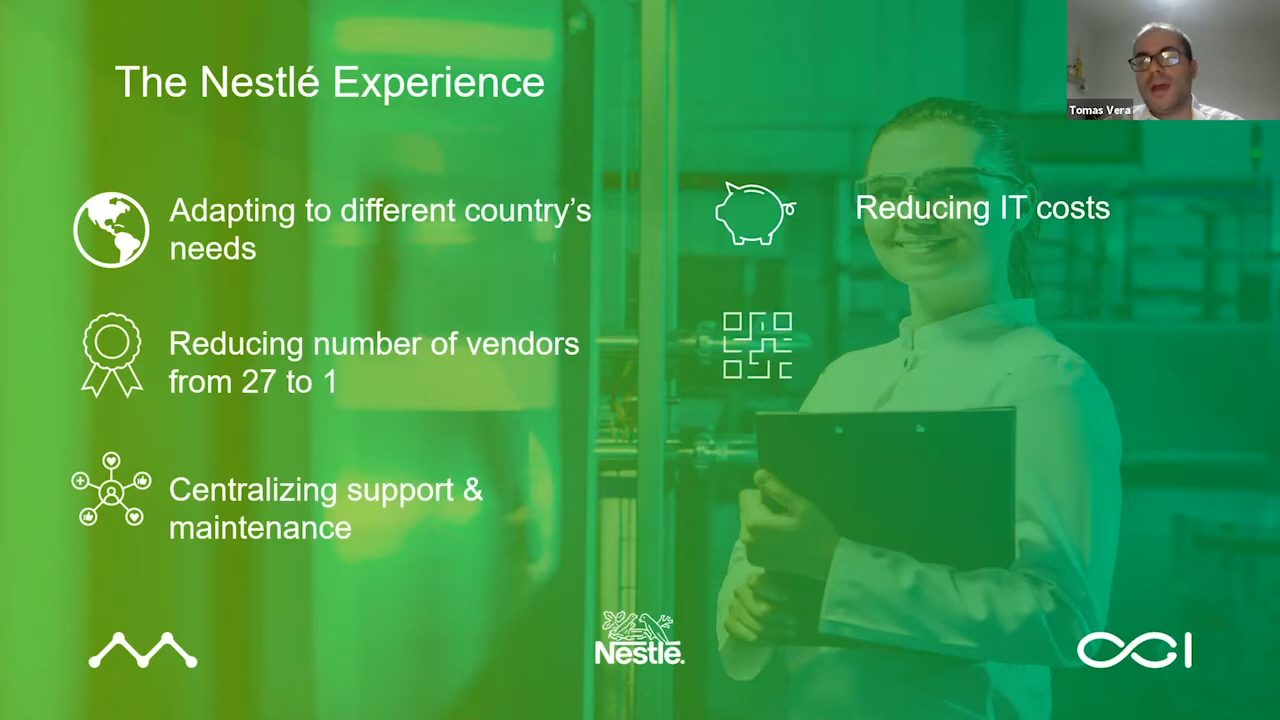 The Nestlé Experience
Tomas Vera
Adapting to different country's
needs
Reducing number of vendors
from 27 to 1
Centralizing support &
maintenance
Reducing IT costs
Nestlé.
OCI